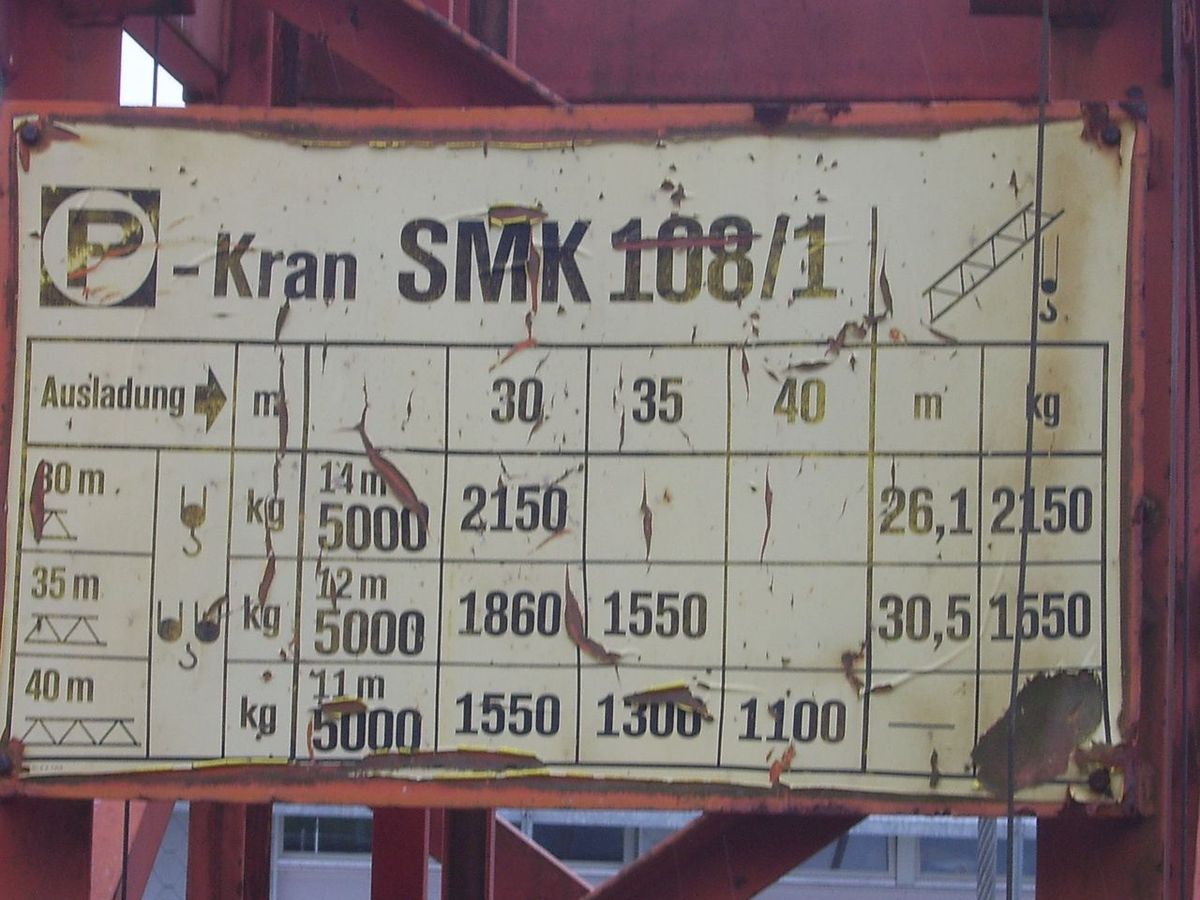 P -Kran SMK 108/1
Ausladung m 30 35 40 m kg
30 m kg 14 m 5000 2150 26,1 2150
35 m kg 12 m 5000 1860 1550 30,5 1550
40 m kg 11 m 5000 1550 1300 1100 —